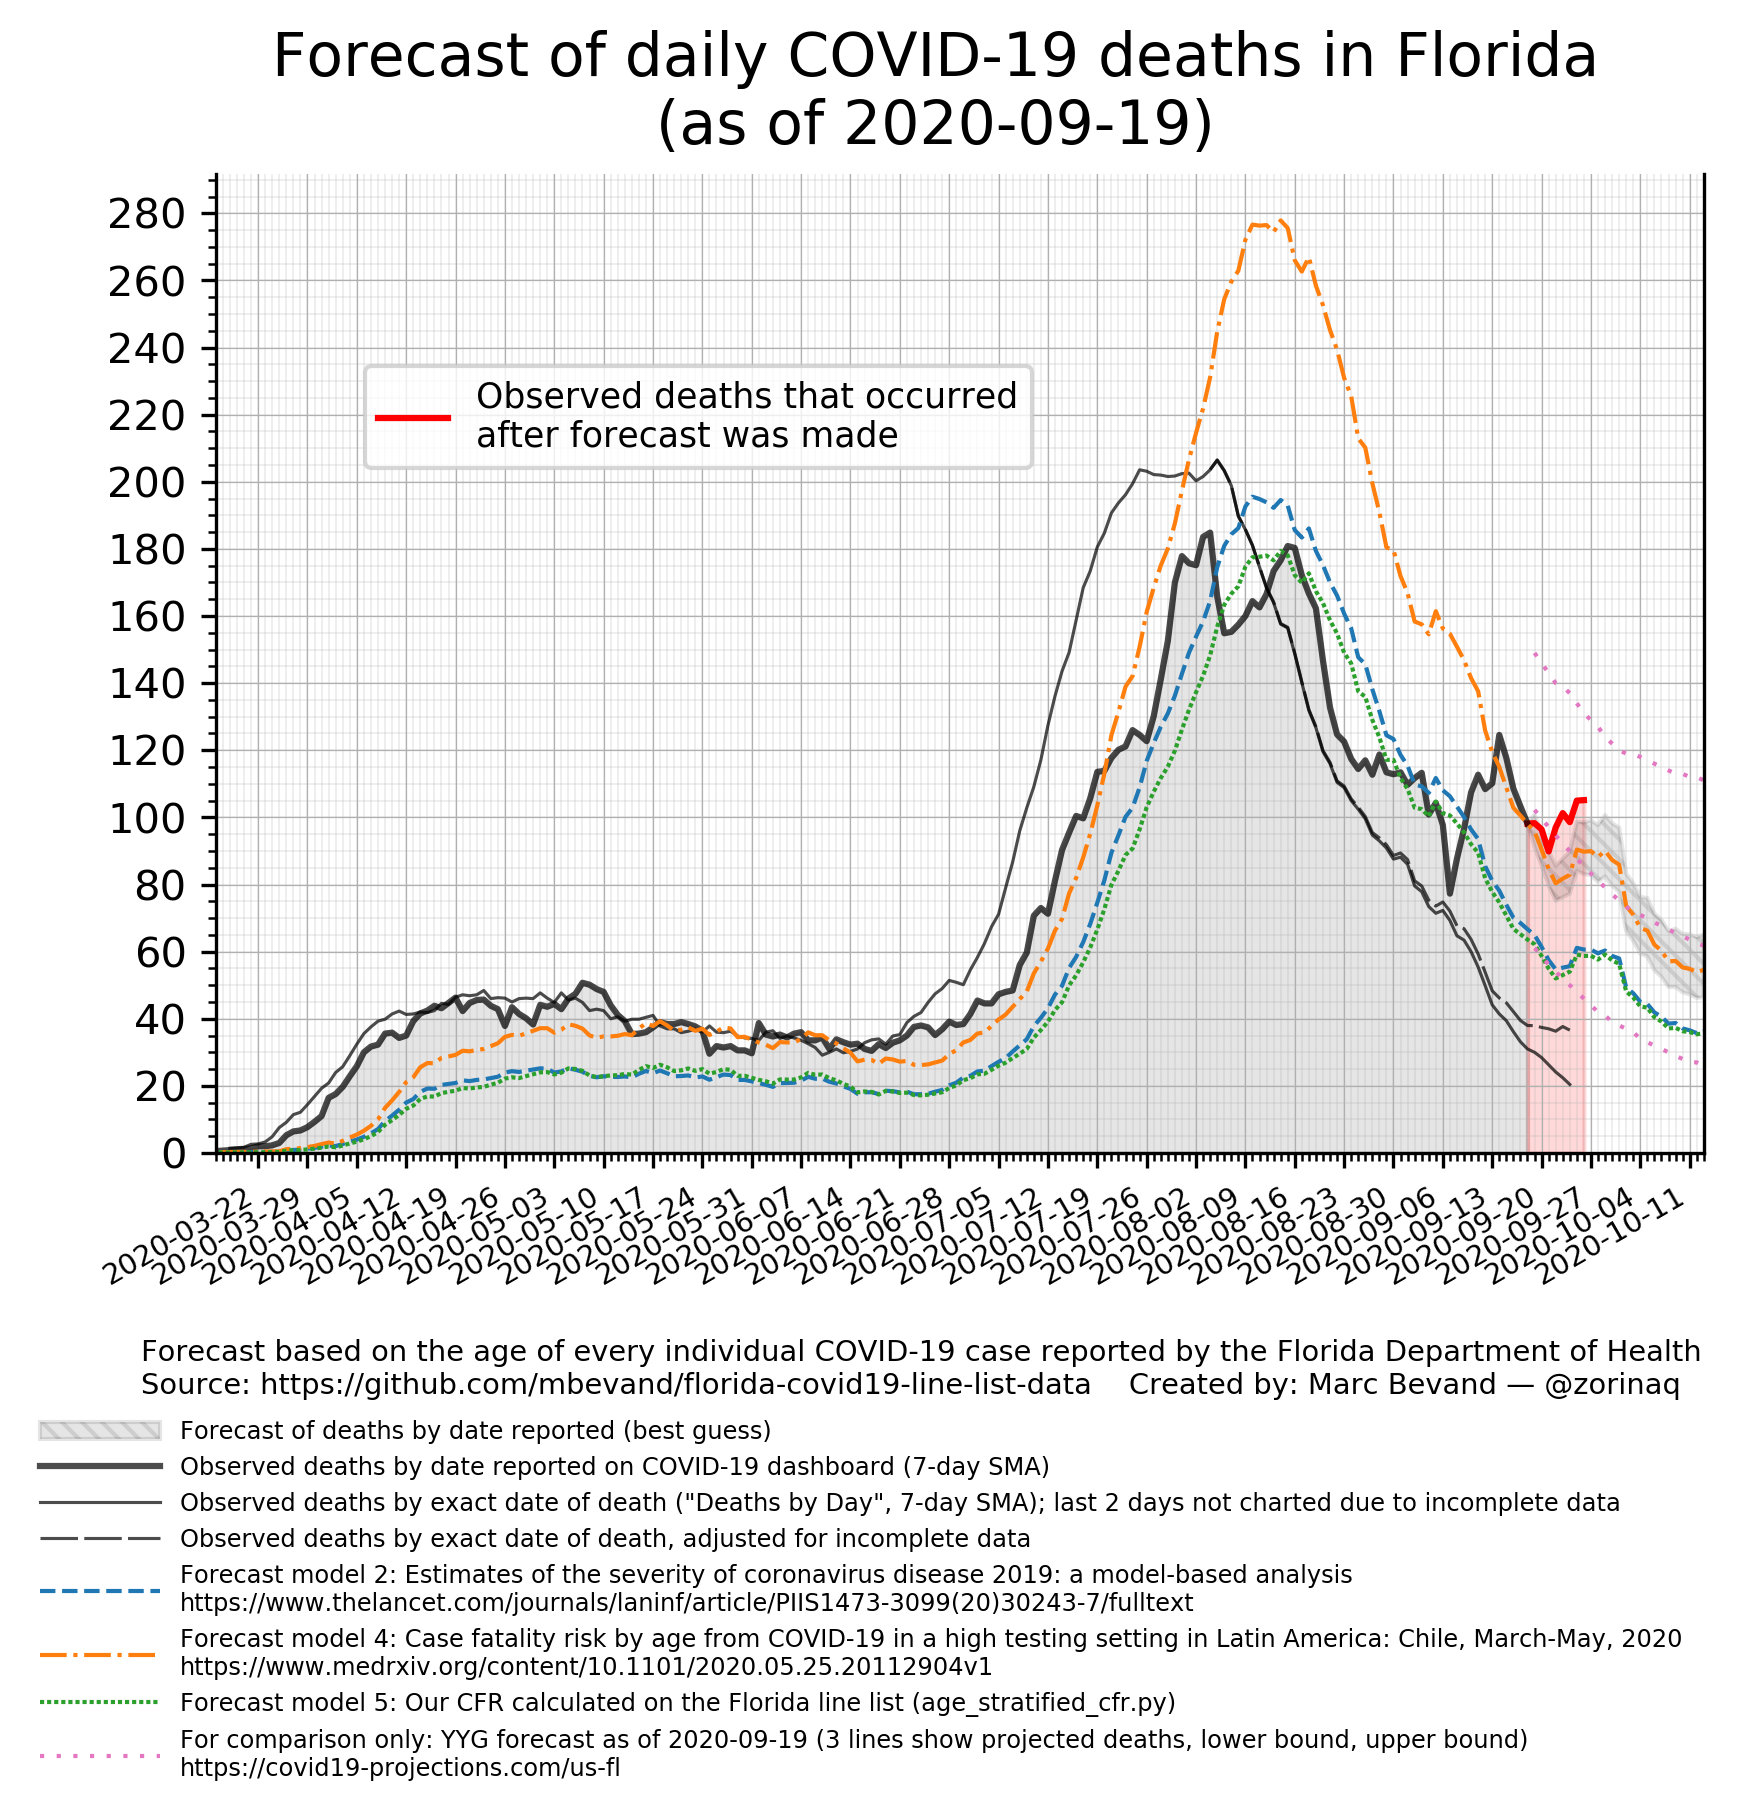 Forecast of daily COVID-19 deaths in Florida
(as of 2020-09-19)
280
260
240
220
200
180
160
140
120
100
80
60
40
20
0
Observed deaths that occurred
after forecast was made
2020-03-22
2020-03-29
2020-04-05
2020-04-12
2020-04-19
2020-04-26
2020-05-03
2020-05-10
2020-05-17
2020-05-24
2020-05-31
2020-06-07
2020-06-14
2020-06-21
2020-06-28
2020-07-05
2020-07-12
2020-07-19
2020-07-26
2020-08-02
2020-08-09
2020-08-16
2020-08-23
2020-08-30
2020-09-06
2020-09-13
2020-09-20
2020-09-27
2020-10-04
2020-10-11
Forecast based on the age of every individual COVID-19 case reported by the Florida Department of Health
Source: https://github.com/mbevand/florida-covid19-line-list-data    Created by: Marc Bevand — @zorinaq
Forecast of deaths by date reported (best guess)
Observed deaths by date reported on COVID-19 dashboard (7-day SMA)
Observed deaths by exact date of death ("Deaths by Day", 7-day SMA); last 2 days not charted due to incomplete data
Observed deaths by exact date of death, adjusted for incomplete data
Forecast model 2: Estimates of the severity of coronavirus disease 2019: a model-based analysis
https://www.thelancet.com/journals/laninf/article/PIIS1473-3099(20)30243-7/fulltext
Forecast model 4: Case fatality risk by age from COVID-19 in a high testing setting in Latin America: Chile, March-May, 2020
https://www.medrxiv.org/content/10.1101/2020.05.25.20112904v1
Forecast model 5: Our CFR calculated on the Florida line list (age_stratified_cfr.py)
For comparison only: YYG forecast as of 2020-09-19 (3 lines show projected deaths, lower bound, upper bound)
https://covid19-projections.com/us-fl